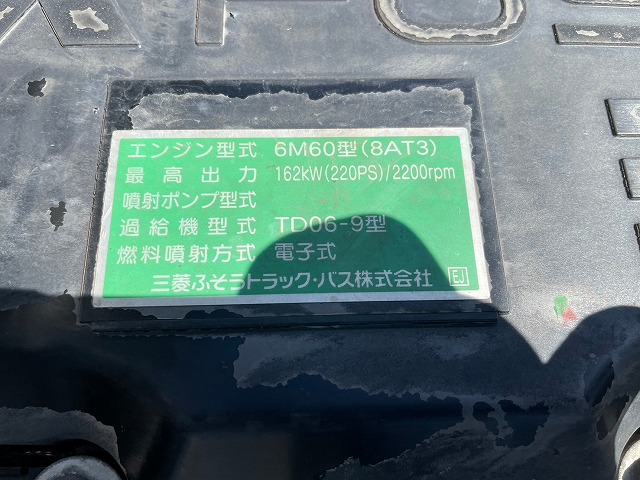 エンジン型式 6M60型(8AT3)
最高出力 162kW(220PS)/2200rpm
噴射ポンプ型式
過給機型式 TD06-9型
燃料噴射方式 電子式
三菱ふそうトラック・バス株式会社 EJ